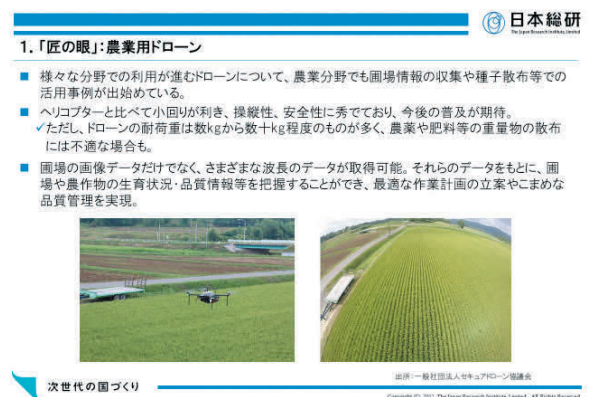 日本総研
The Japan Research Institute, Limited
1. 「匠の眼」：農業用ドローン
■ 様々な分野での利用が進むドローンについて、農業分野でも圃場情報の収集や種子散布等での
活用事例が出始めている。
■ ヘリコプターと比べて小回りが利き、操縦性、安全性に秀でており、今後の普及が期待。
✓ただし、ドローンの耐荷重は数kgから数十kg程度のものが多く、農薬や肥料等の重量物の散布
には不適な場合も。
■ 圃場の画像データだけでなく、さまざまな波長のデータが取得可能。それらのデータをもとに、圃
場や農作物の生育状況・品質情報等を把握することができ、最適な作業計画の立案やこまめな
品質管理を実現。
出所：一般社団法人セキュアドローン協議会
次世代の国づくり
The Japan Research Institute, Limited All Rights Reserved